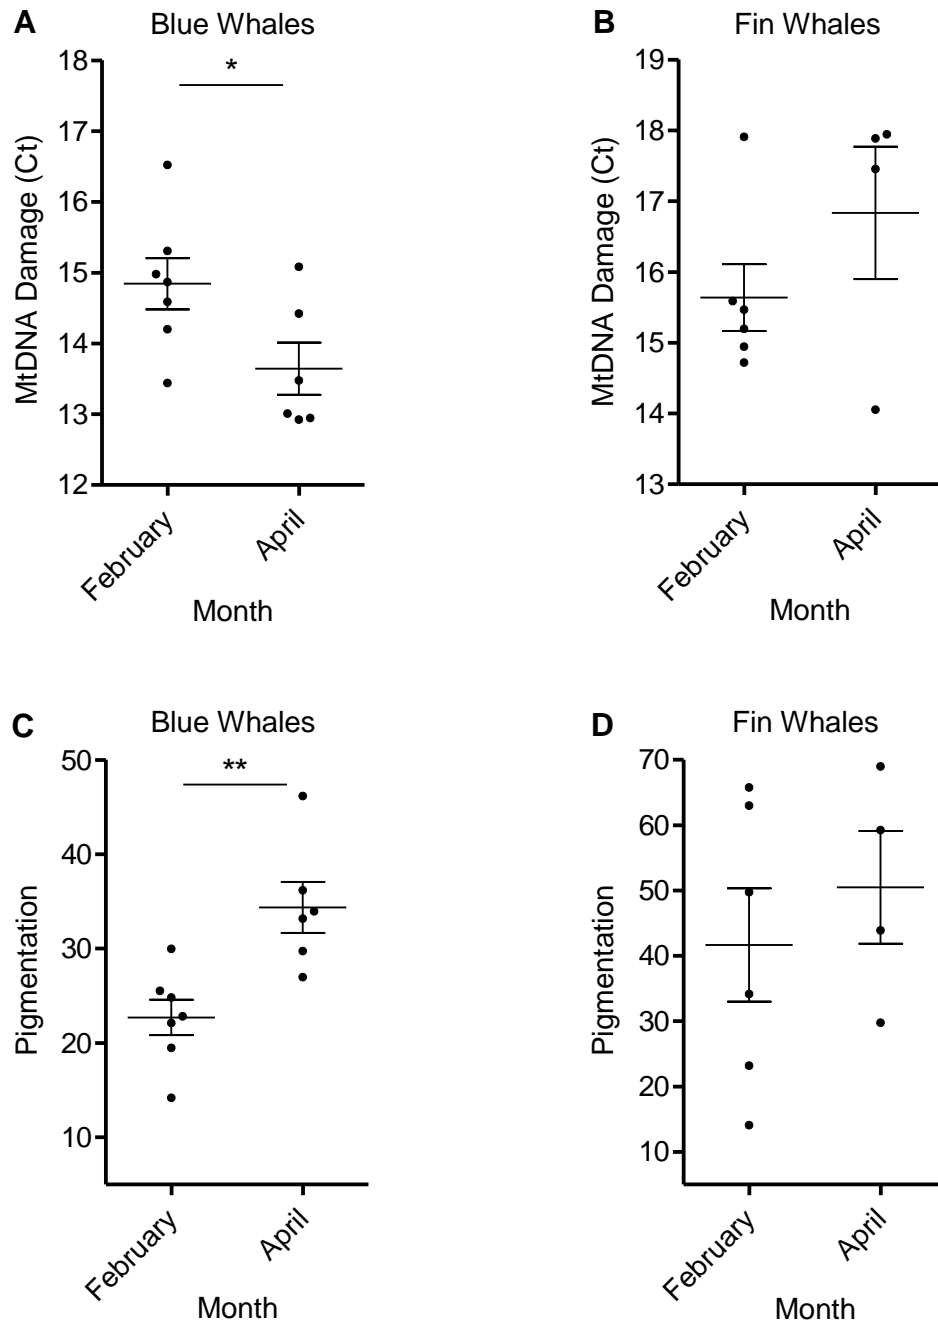 A
Blue Whales
*
18
17
16
15
14
13
12
MtDNA Damage (Ct)
February
April
Month
B
Fin Whales
19
18
17
16
15
14
13
MtDNA Damage (Ct)
February
April
Month
C
Blue Whales
**
50
40
30
20
10
Pigmentation
February
April
Month
D
Fin Whales
70
60
50
40
30
20
10
Pigmentation
February
April
Month